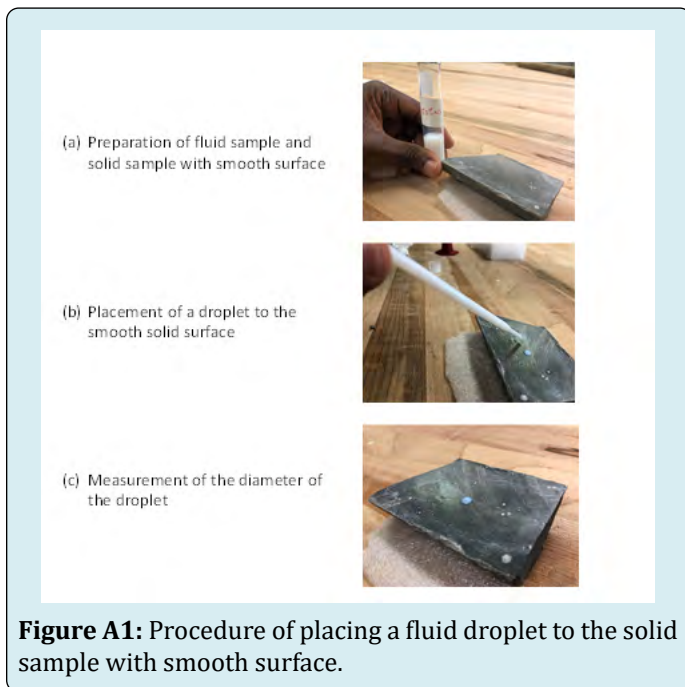 (a) Preparation of fluid sample and
solid sample with smooth surface
(b) Placement of a droplet to the
smooth solid surface
(c) Measurement of the diameter of
the droplet
Figure A1: Procedure of placing a fluid droplet to the solid
sample with smooth surface.